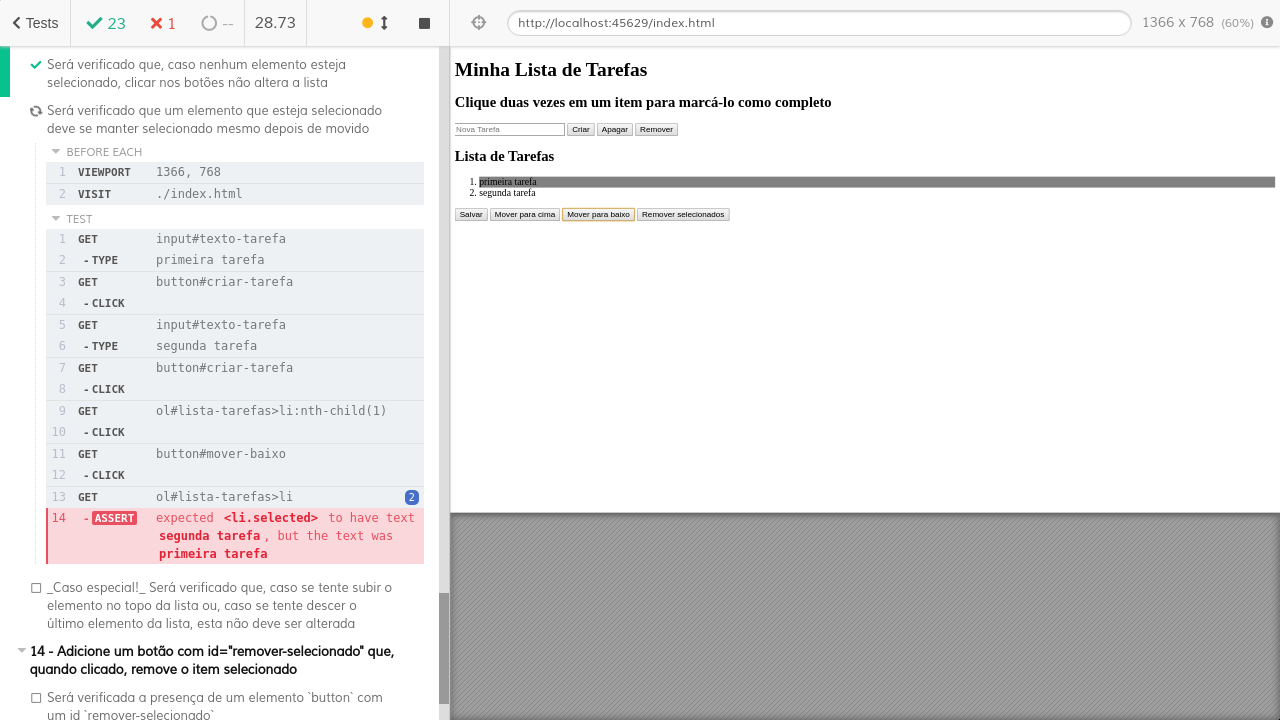 Tests
23
1
--
28.73
http://localhost:45629/index.html
1366 x 768 (60%)
Será verificado que, caso nenhum elemento esteja
selecionado, clicar nos botões não altera a lista
Será verificado que um elemento que esteja selecionado
deve se manter selecionado mesmo depois de movido
BEFORE EACH
1 VIEWPORT 1366, 768
2 VISIT ./index.html
TEST
1 GET input#texto-tarefa
2 -TYPE primeira tarefa
3 GET button#criar-tarefa
4 -CLICK
5 GET input#texto-tarefa
6 -TYPE segunda tarefa
7 GET button#criar-tarefa
8 -CLICK
9 GET ol#lista-tarefas>li:nth-child(1)
10 -CLICK
11 GET button#mover-baixo
12 -CLICK
13 GET ol#lista-tarefas>li 2
14 -ASSERT expected <li.selected> to have text
segunda tarefa, but the text was
primeira tarefa
_Caso especial!_ Será verificado que, caso se tente subir o
elemento no topo da lista ou, caso se tente descer o
último elemento da lista, esta não deve ser alterada
14 - Adicione um botão com id="remover-selecionado" que,
quando clicado, remove o item selecionado
Será verificada a presença de um elemento `button` com
um id `remover-selecionado`
Minha Lista de Tarefas
Clique duas vezes em um item para marcá-lo como completo
Nova Tarefa Criar Apagar Remover
Lista de Tarefas
1. primeira tarefa
2. segunda tarefa
Salvar Mover para cima Mover para baixo Remover selecionados